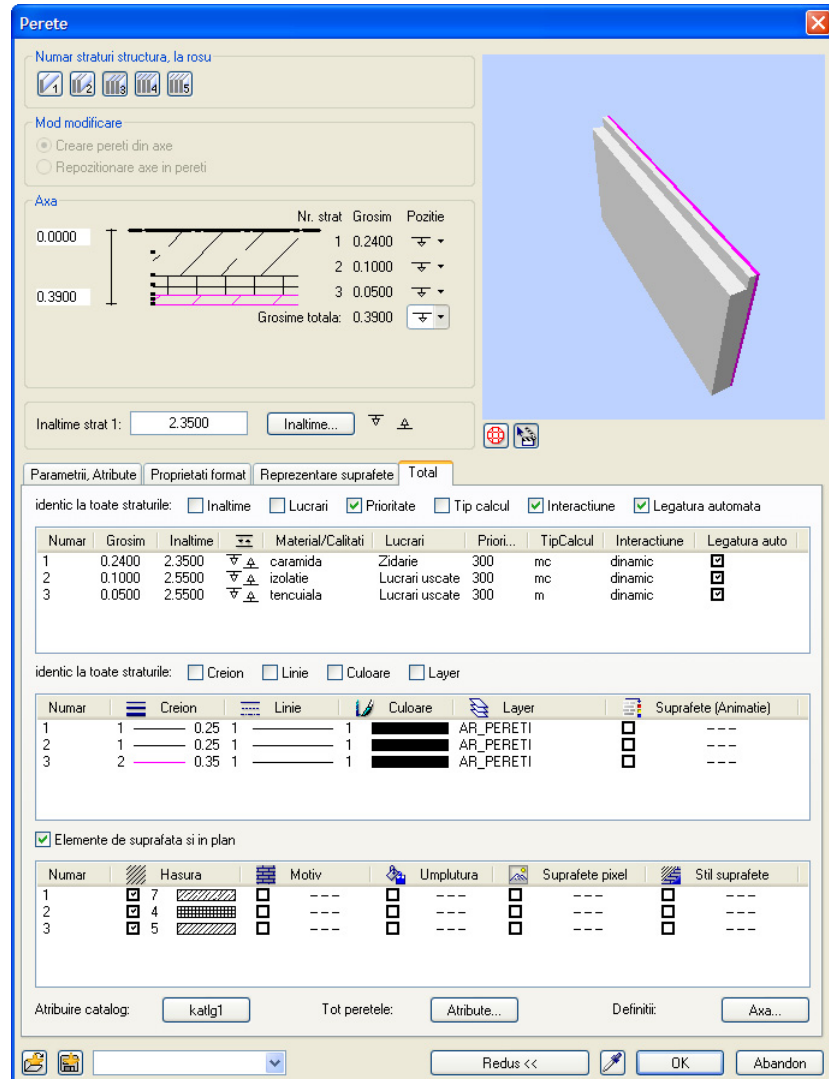 Perete
Numar straturi structura, la rosu
1 2 3 4 5
Mod modificare
Creare pereti din axe
Repozitionare axe in pereti
Axa
Nr. strat Grosim Pozitie
0.0000
1 0.2400
2 0.1000
0.3900
3 0.0500
Grosime totala: 0.3900
Inaltime strat 1: 2.3500 Inaltime...
Parametrii, Atribute Proprietati format Reprezentare suprafete Total
identic la toate straturile: Inaltime Lucrari Prioritate Tip calcul Interactiune Legatura automata
Numar Grosim Inaltime Material/Calitati Lucrari Priori... TipCalcul Interactiune Legatura auto
1 0.2400 2.3500 caramida Zidarie 300 mc dinamic
2 0.1000 2.5500 izolatie Lucrari uscate 300 mc dinamic
3 0.0500 2.5500 tencuiala Lucrari uscate 300 m dinamic
identic la toate straturile: Creion Linie Culoare Layer
Numar Creion Linie Culoare Layer Suprafete (Animatie)
1 1 0.25 1 1 AR_PERETI ---
2 1 0.25 1 1 AR_PERETI ---
3 2 0.35 1 1 AR_PERETI ---
Elemente de suprafata si in plan
Numar Hasura Motiv Umplutura Suprafete pixel Stil suprafete
1 7 --- --- --- ---
2 4 --- --- --- ---
3 5 --- --- --- ---
Atribuire catalog: katlg1 Tot peretele: Atribute... Definitii: Axa...
Redus << OK Abandon